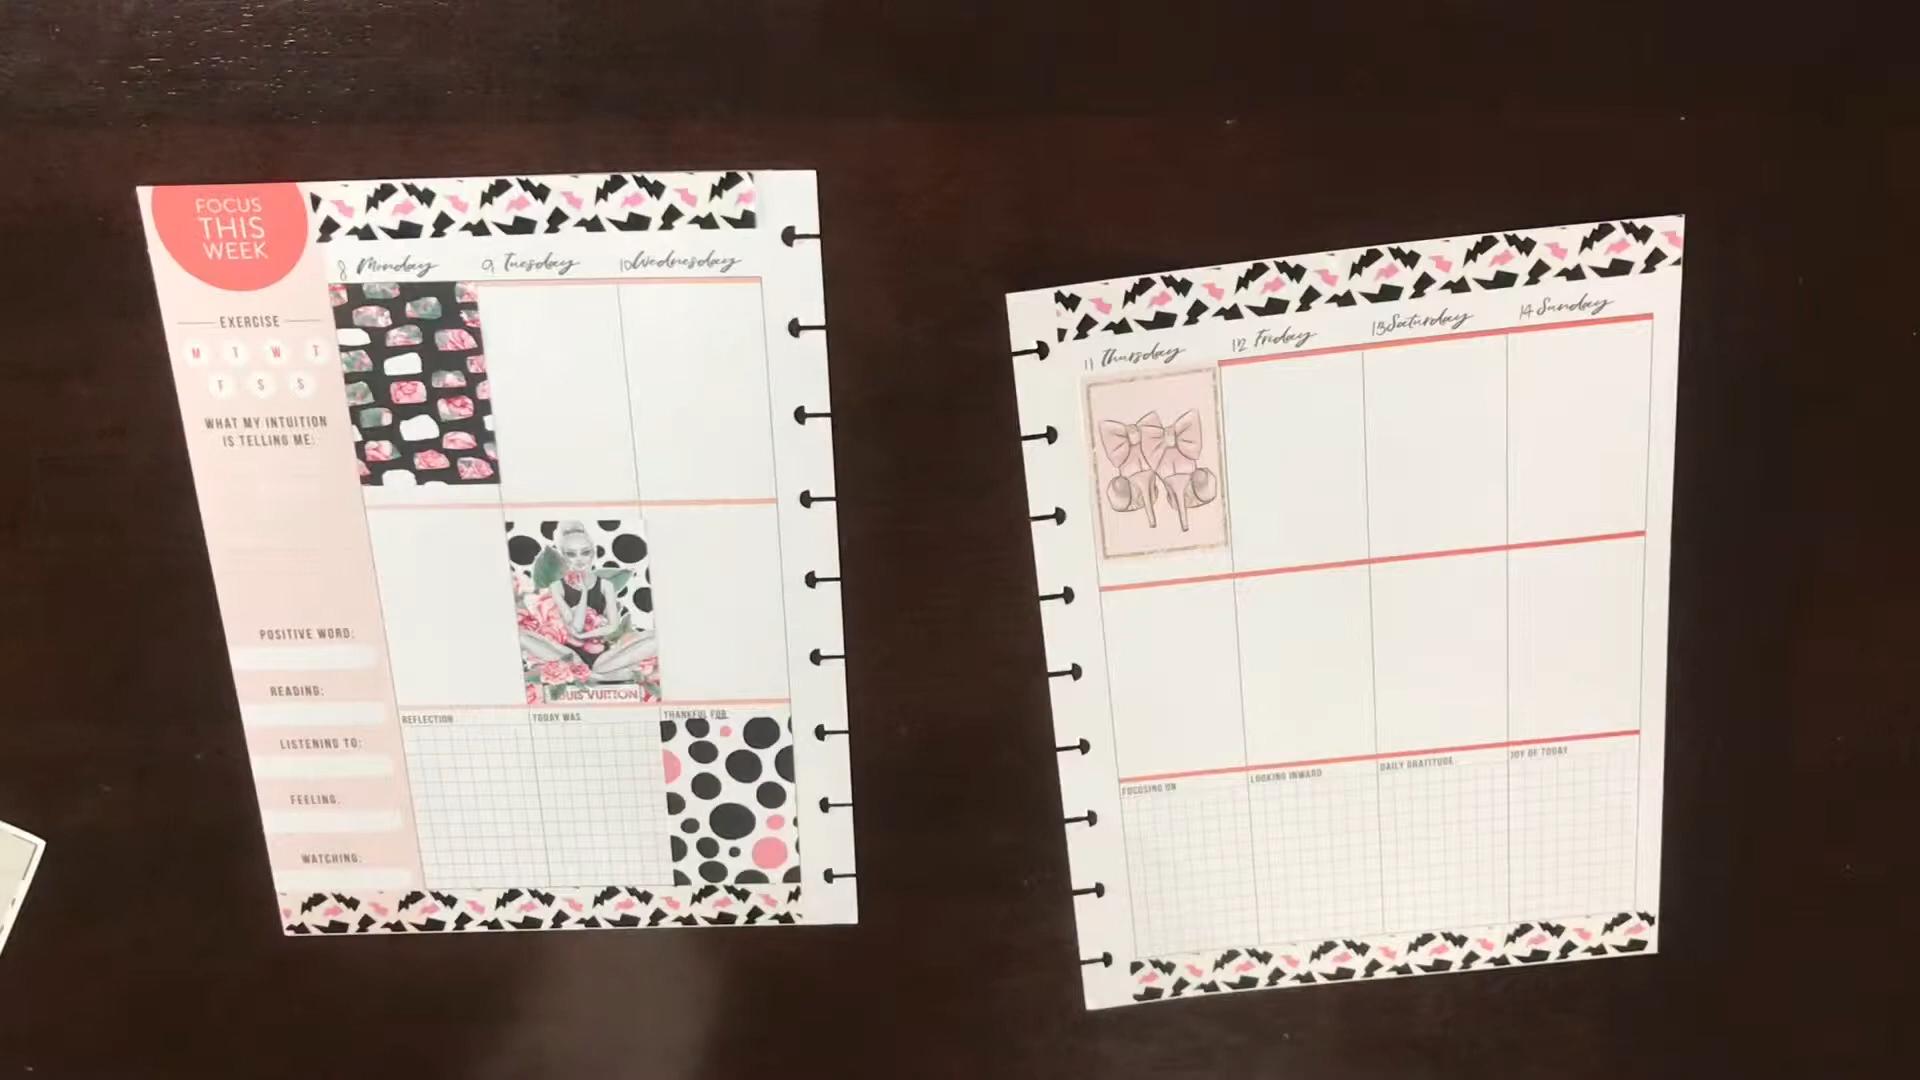 FOCUS
THIS
WEEK
8 Monday
9 Tuesday
10 Wednesday
EXERCISE
M T W T
F S S
WHAT MY INTUITION
IS TELLING ME:
POSITIVE WORD:
READING:
LISTENING TO:
FEELING:
WATCHING:
LOUIS VUITTON
REFLECTION
TODAY WAS
THANKFUL FOR
11 Thursday
12 Friday
13 Saturday
14 Sunday
FOCUSING ON
LOOKING INWARD
DAILY GRATITUDE
JOY OF TODAY